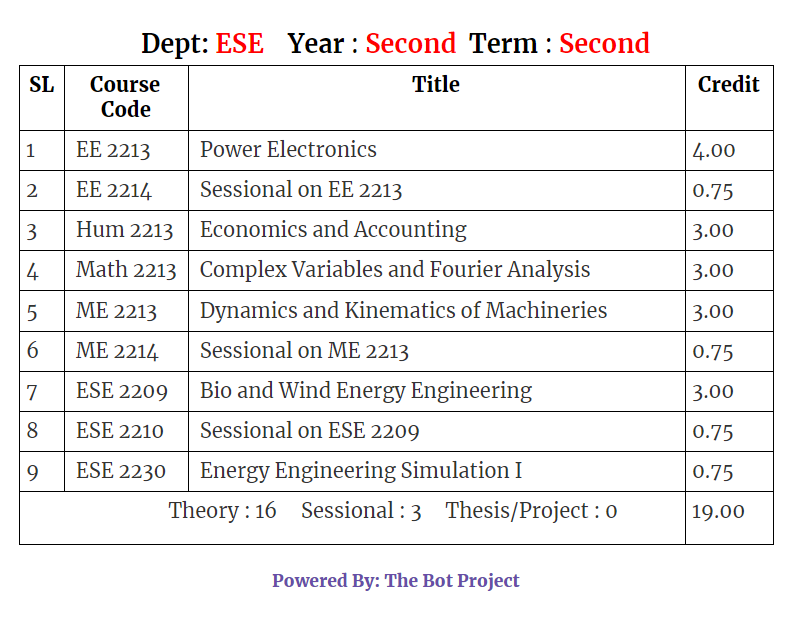 Dept: ESE Year : Second Term : Second
SL Course Code Title Credit
1 EE 2213 Power Electronics 4.00
2 EE 2214 Sessional on EE 2213 0.75
3 Hum 2213 Economics and Accounting 3.00
4 Math 2213 Complex Variables and Fourier Analysis 3.00
5 ME 2213 Dynamics and Kinematics of Machineries 3.00
6 ME 2214 Sessional on ME 2213 0.75
7 ESE 2209 Bio and Wind Energy Engineering 3.00
8 ESE 2210 Sessional on ESE 2209 0.75
9 ESE 2230 Energy Engineering Simulation I 0.75
Theory : 16 Sessional : 3 Thesis/Project : 0 19.00
Powered By: The Bot Project